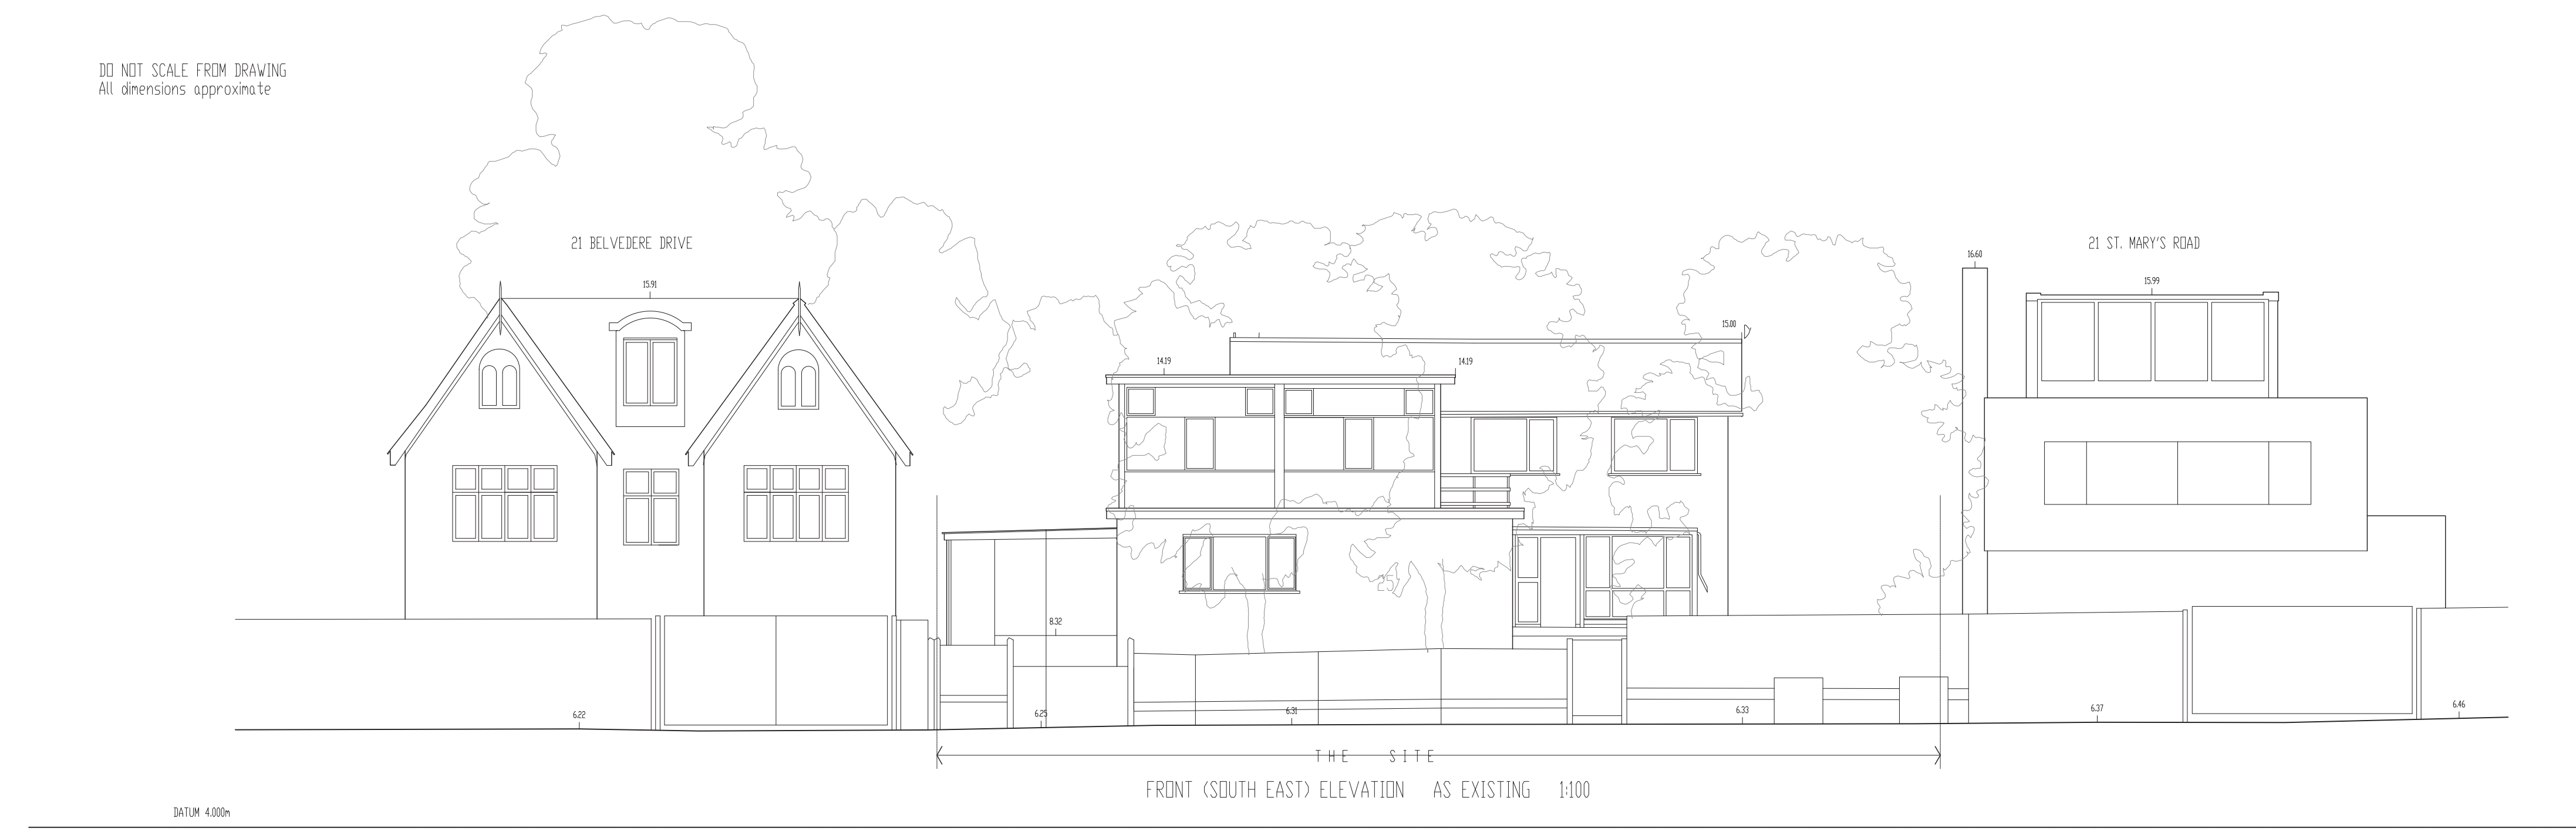 DO NOT SCALE FROM DRAWING
All dimensions approximate
21 BELVEDERE DRIVE
21 ST. MARY'S ROAD
16.60
15.99
15.91
15.00
14.19
14.19
25
8.32
6.22
6.25
6.31
6.33
6.37
6.46
THE SITE
FRONT (SOUTH EAST) ELEVATION AS EXISTING 1:100
DATUM 4.000m